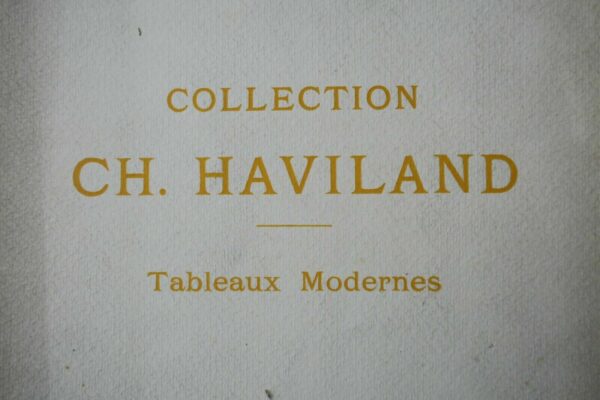 COLLECTION
CH. HAVILAND
Tableaux Modernes